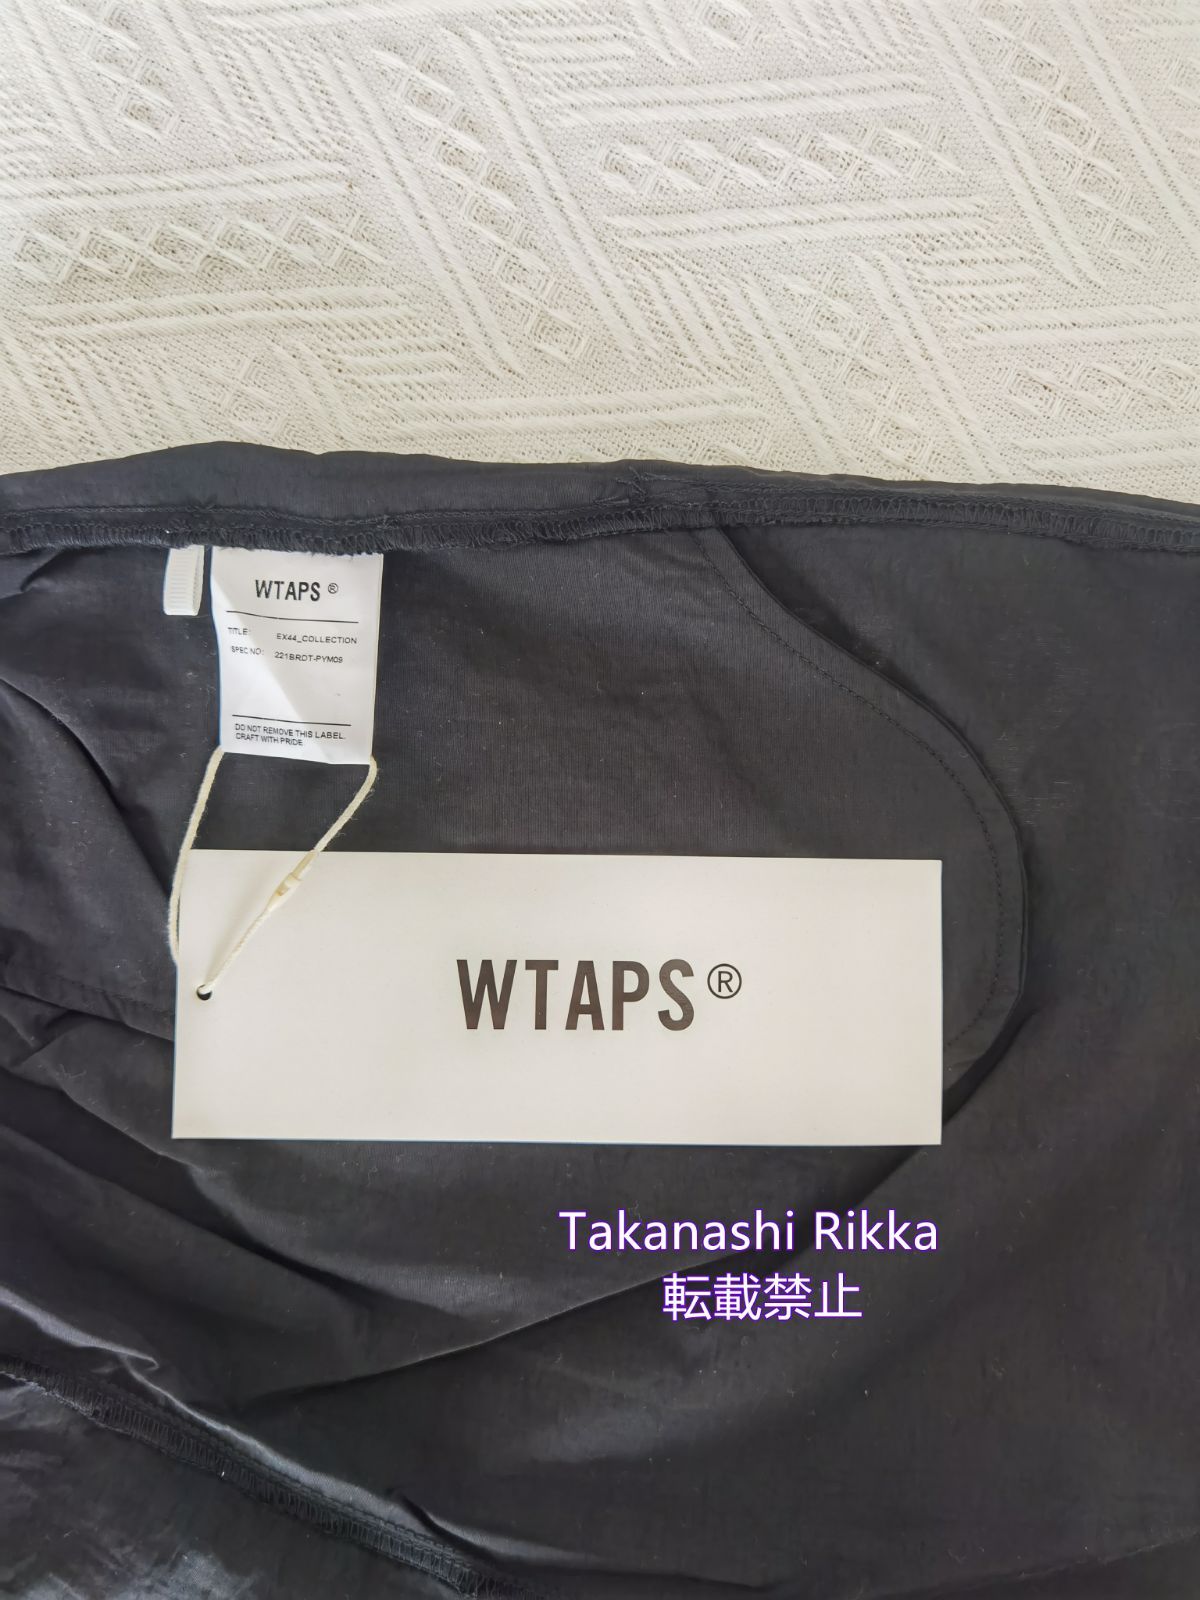 WTAPS ®
TITLE: EX44_COLLECTION
SPEC NO: 221BRDT-PYM09
DO NOT REMOVE THIS LABEL.
CRAFT WITH PRIDE
WTAPS®
Takanashi Rikka
転載禁止